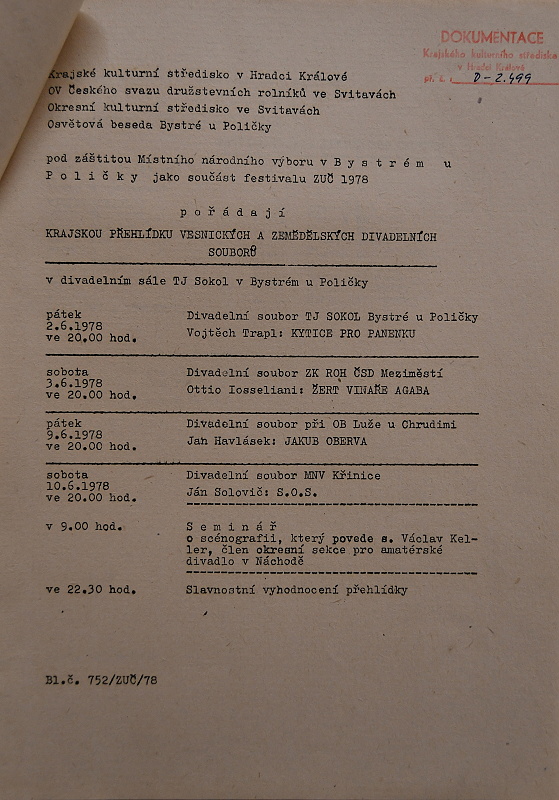 DOKUMENTACE
Krajského kulturního střediska
v Hradci Králové
př. č. : D-2.499
Krajské kulturní středisko v Hradci Králové
OV Českého svazu družstevních rolníků ve Svitavách
Okresní kulturní středisko ve Svitavách
Osvětová beseda Bystré u Poličky
pod záštitou Místního národního výboru v B y s t r é m   u
P o l i č k y  jako součást festivalu ZUČ 1978
p o ř á d a j í
KRAJSKOU PŘEHLÍDKU VESNICKÝCH A ZEMĚDĚLSKÝCH DIVADELNÍCH
SOUBORŮ
v divadelním sále TJ Sokol v Bystrém u Poličky
pátek Divadelní soubor TJ SOKOL Bystré u Poličky
2.6.1978
Vojtěch Trapl: KYTICE PRO PANENKU
ve 20.00 hod.
sobota Divadelní soubor ZK ROH ČSD Meziměstí
3.6.1978
Ottio Iosseliani: ŽERT VINAŘE AGABA
ve 20.00 hod.
pátek Divadelní soubor při OB Luže u Chrudimi
9.6.1978
Jan Havlásek: JAKUB OBERVA
ve 20.00 hod.
sobota Divadelní soubor MNV Křinice
10.6.1978
Ján Solovič: S.O.S.
ve 20.00 hod.
v 9.00 hod. S e m i n á ř
o scénografii, který povede s. Václav Kel-
ler, člen okresní sekce pro amatérské
divadlo v Náchodě
ve 22.30 hod. Slavnostní vyhodnocení přehlídky
Bl.č. 752/ZUČ/78